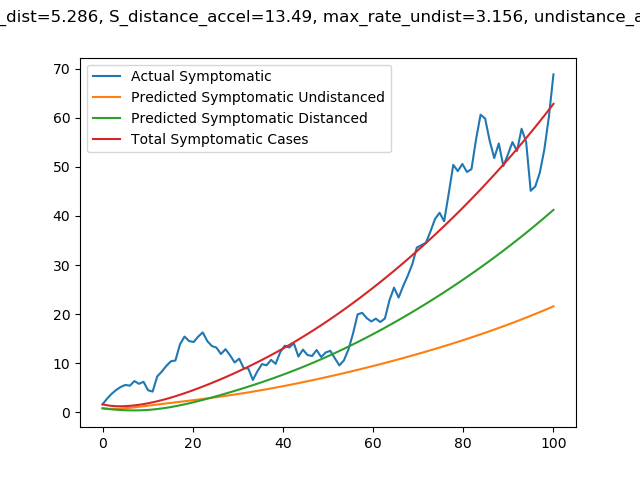 _dist=5.286, S_distance_accel=13.49, max_rate_undist=3.156, undistance_a
Actual Symptomatic
Predicted Symptomatic Undistanced
Predicted Symptomatic Distanced
Total Symptomatic Cases
70
60
50
40
30
20
10
0
0 20 40 60 80 100